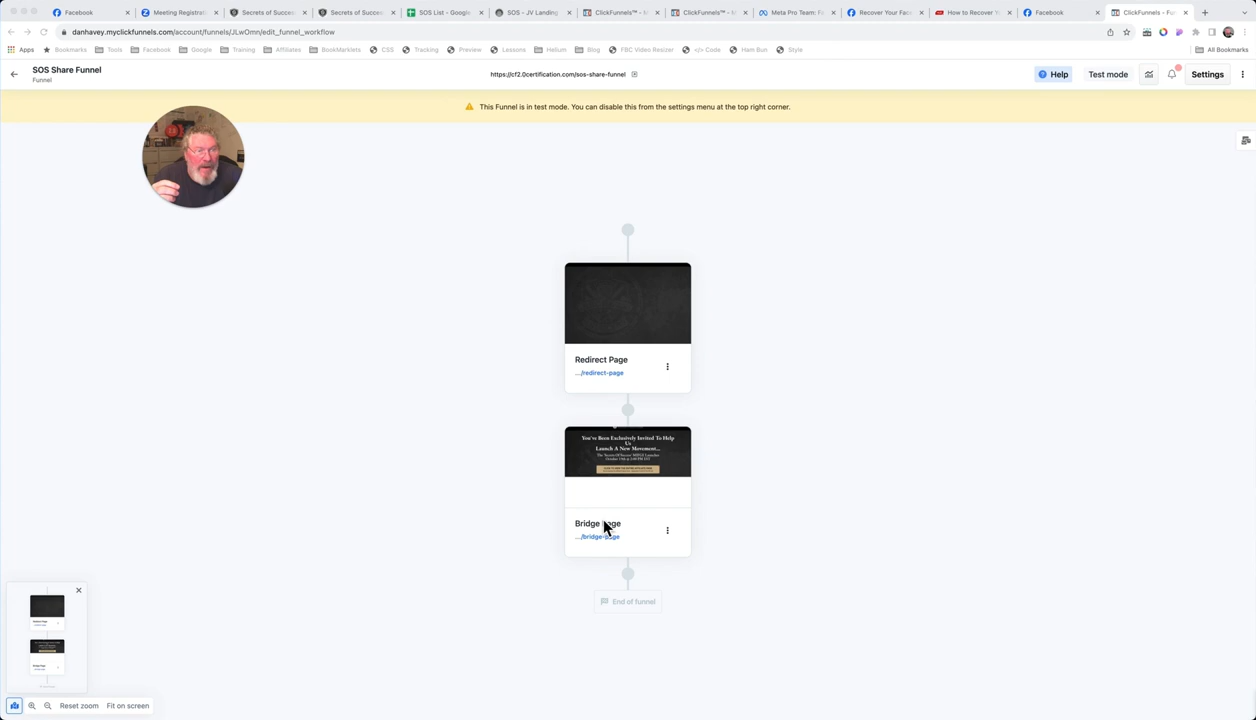 Facebook
Meeting Registrati
Secrets of Succes
Secrets of Succes
SOS List - Google
SOS – JV Landing
ClickFunnels™ - M
ClickFunnels™ - M
Meta Pro Team: F
Recover Your Fac
How to Recover Y
Facebook
ClickFunnels - Fun
danhavey.myclickfunnels.com/account/funnels/JLwOmn/edit_funnel_workflow
Apps
Bookmarks
Tools
Facebook
Google
Training
Affiliates
BookMarklets
CSS
Tracking
Preview
Lessons
Helium
Blog
FBC Video Resizer
</> Code
Ham Bun
Style
All Bookmarks
SOS Share Funnel
Funnel
https://cf2.0certification.com/sos-share-funnel
Help
Test mode
Settings
This Funnel is in test mode. You can disable this from the settings menu at the top right corner.
Redirect Page
.../redirect-page
You've Been Exclusively Invited To Help
Us
Launch A New Movement...
Bridge Page
.../bridge-page
End of funnel
Reset zoom
Fit on screen